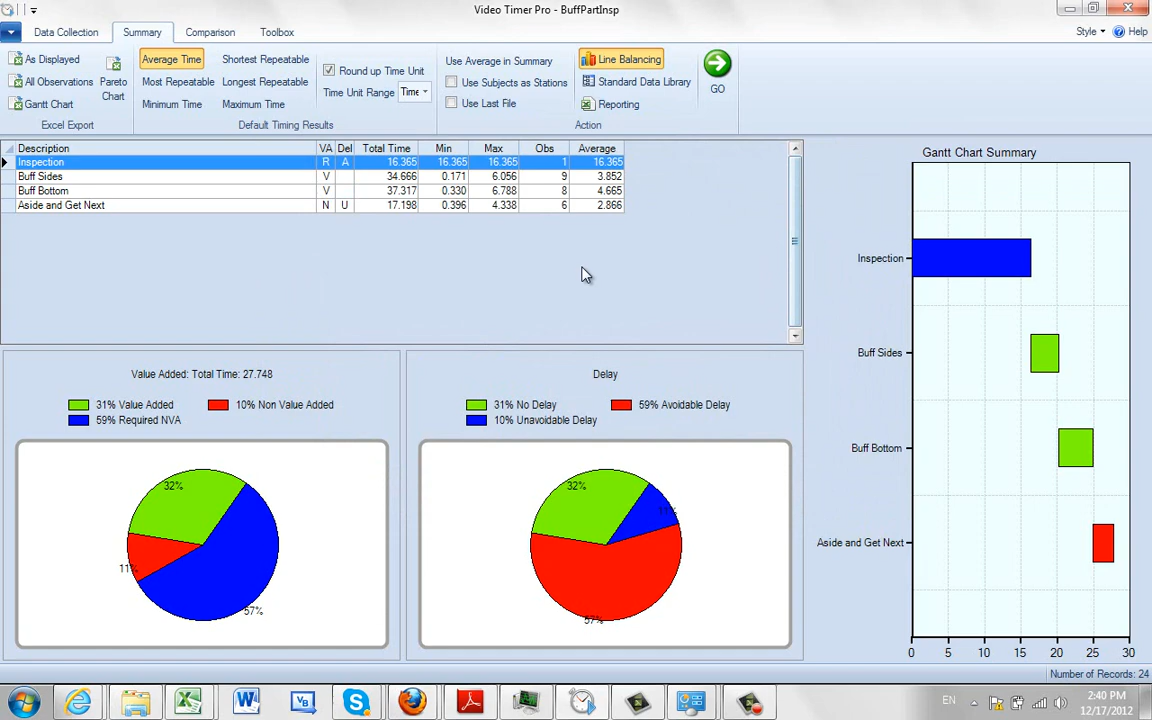 Video Timer Pro - BuffPartInsp
Data Collection Summary Comparison Toolbox Style Help
As Displayed
All Observations
Gantt Chart
Pareto
Chart
Excel Export
Average Time Shortest Repeatable
Most Repeatable Longest Repeatable
Minimum Time Maximum Time
Round up Time Unit
Time Unit Range Time
Default Timing Results
Use Average in Summary
Use Subjects as Stations
Use Last File
Line Balancing
Standard Data Library
Reporting
GO
Action
Description VA Del Total Time Min Max Obs Average
Inspection R A 16.365 16.365 16.365 1 16.365
Buff Sides V 34.666 0.171 6.056 9 3.852
Buff Bottom V 37.317 0.330 6.788 8 4.665
Aside and Get Next N U 17.198 0.396 4.338 6 2.866
Value Added: Total Time: 27.748
31% Value Added 10% Non Value Added
59% Required NVA
32%
11%
57%
Delay
31% No Delay 59% Avoidable Delay
10% Unavoidable Delay
32%
11%
57%
Gantt Chart Summary
Inspection
Buff Sides
Buff Bottom
Aside and Get Next
0 5 10 15 20 25 30
Number of Records: 24
EN
2:40 PM
12/17/2012